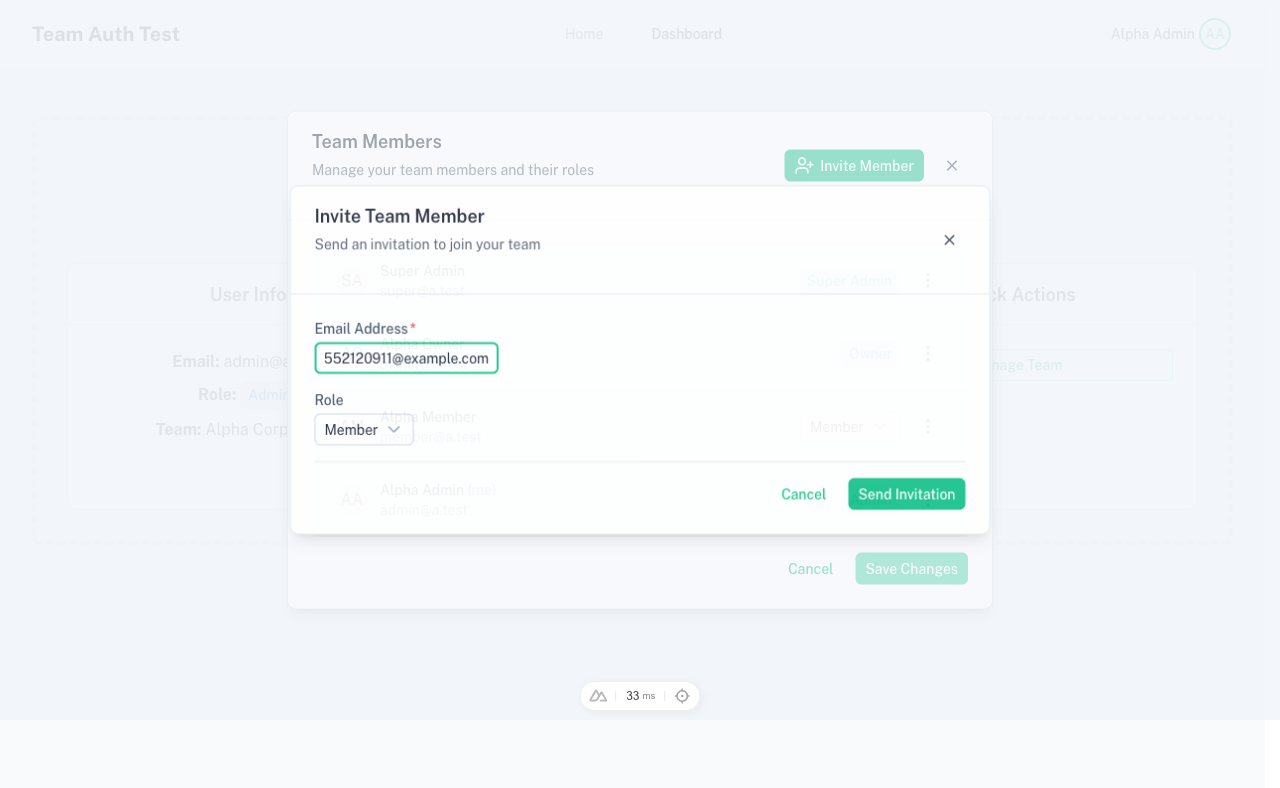 Team Auth Test
Home
Dashboard
Alpha Admin AA
Team Members
Manage your team members and their roles
Invite Member
Invite Team Member
Send an invitation to join your team
SA
Super Admin
super@a.test
Super Admin
User Info
ck Actions
Email Address*
552120911@example.com
Alpha Owner
Owner
Email: admin@a
Role: Admin
Team: Alpha Corp
nage Team
Role
Member
Alpha Member
member@a.test
Member
AA
Alpha Admin (me)
admin@a.test
Cancel
Send Invitation
Cancel
Save Changes
33 ms